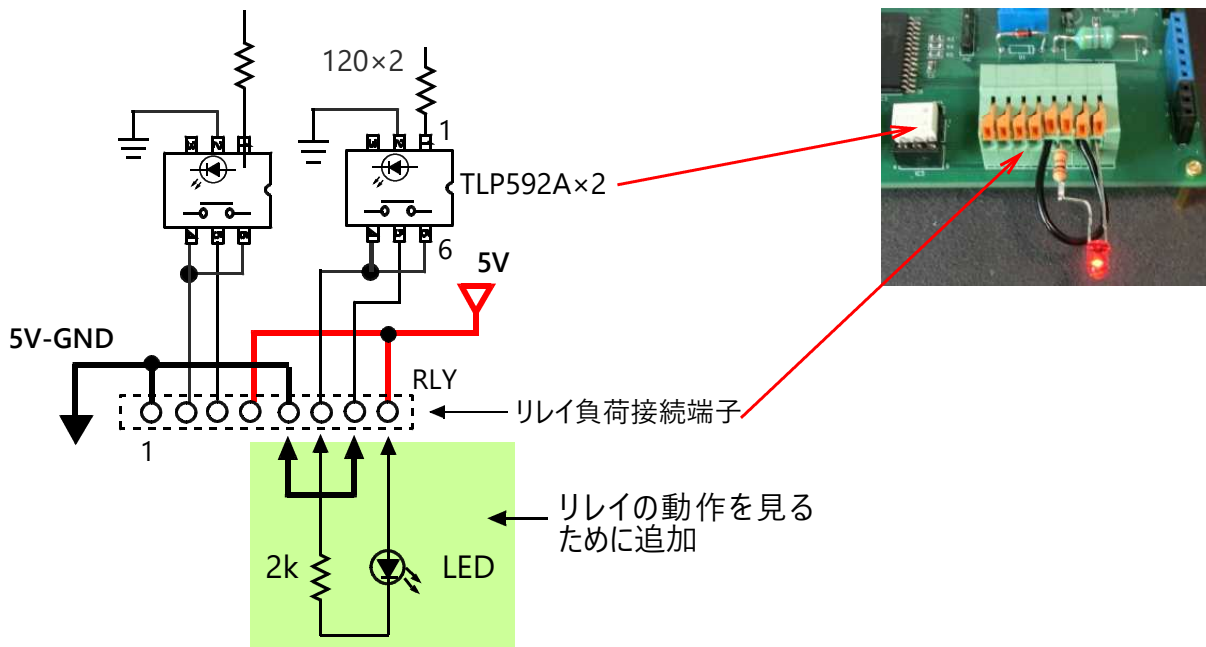 120×2
1
TLP592A×2
6
5V
5V-GND
RLY
リレイ負荷接続端子
1
リレイの動作を見る
ために追加
2k
LED